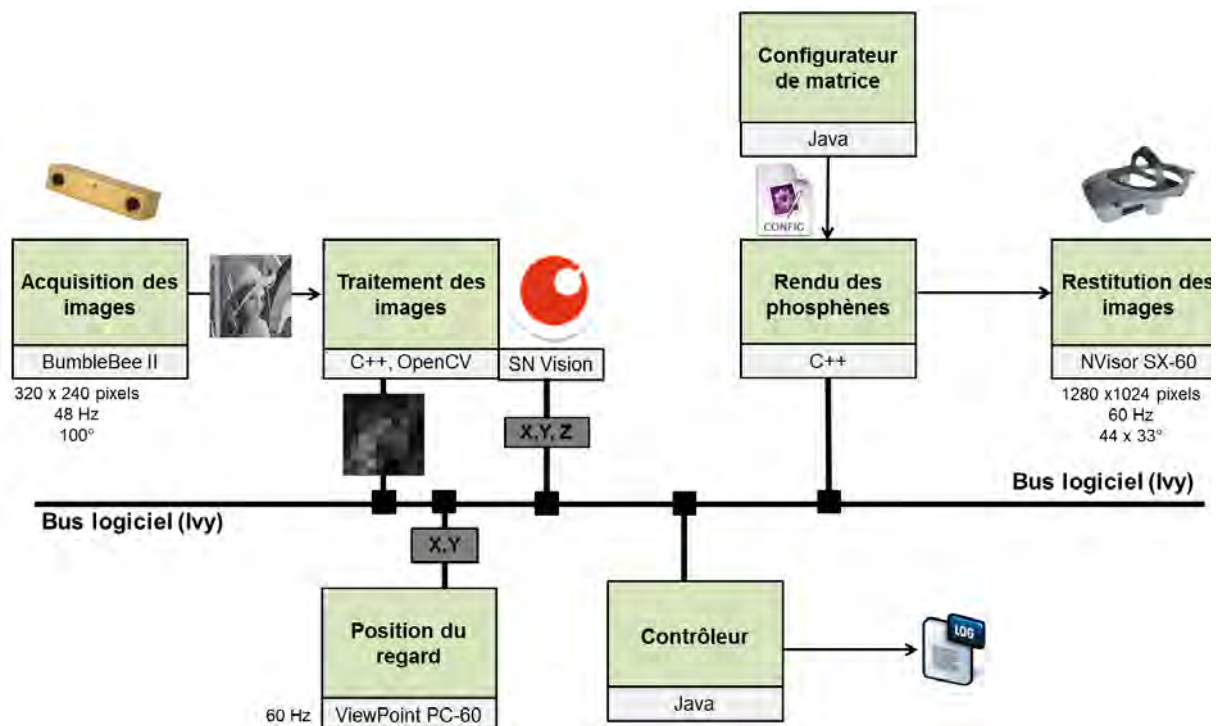 Configurateur
de matrice
Java
CONFIG
Acquisition des
images
BumbleBee II
320 x 240 pixels
48 Hz
100°
Traitement des
images
C++, OpenCV
SN Vision
X,Y, Z
Rendu des
phosphènes
C++
Restitution des
images
NVisor SX-60
1280 x1024 pixels
60 Hz
44 x 33°
Bus logiciel (Ivy)
Bus logiciel (Ivy)
X,Y
Position du
regard
60 Hz
ViewPoint PC-60
Contrôleur
Java
LOG